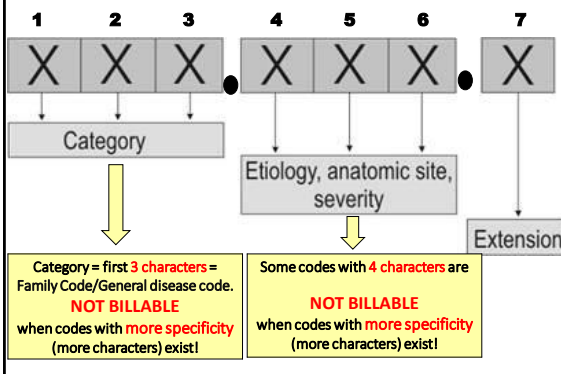 1 2 3 4 5 6 7
X X X . X X X . X
Category
Etiology, anatomic site,
severity
Extension
Category = first 3 characters =
Family Code/General disease code.
NOT BILLABLE
when codes with more specificity
(more characters) exist!
Some codes with 4 characters are
NOT BILLABLE
when codes with more specificity
(more characters) exist!